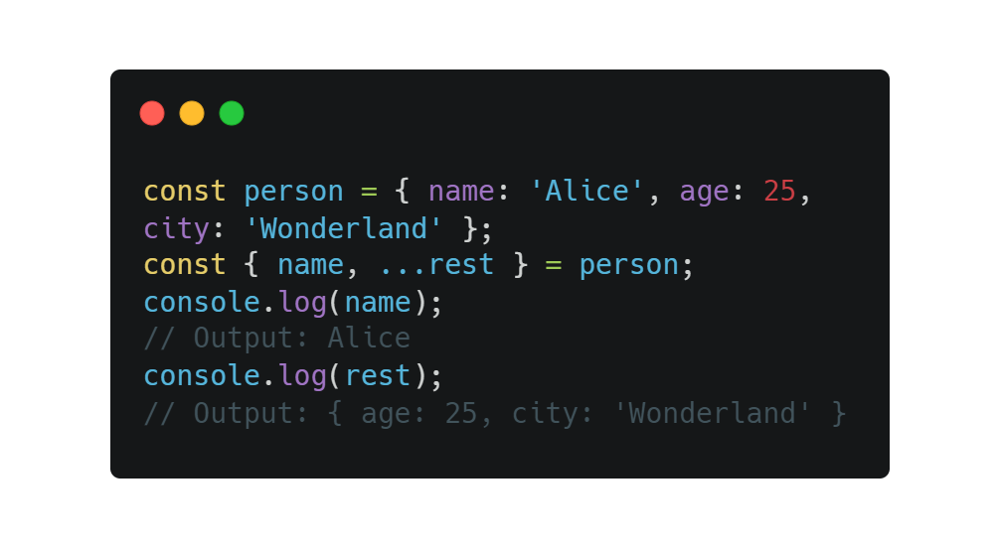 const person = { name: 'Alice', age: 25,
city: 'Wonderland' };
const { name, ...rest } = person;
console.log(name);
// Output: Alice
console.log(rest);
// Output: { age: 25, city: 'Wonderland' }